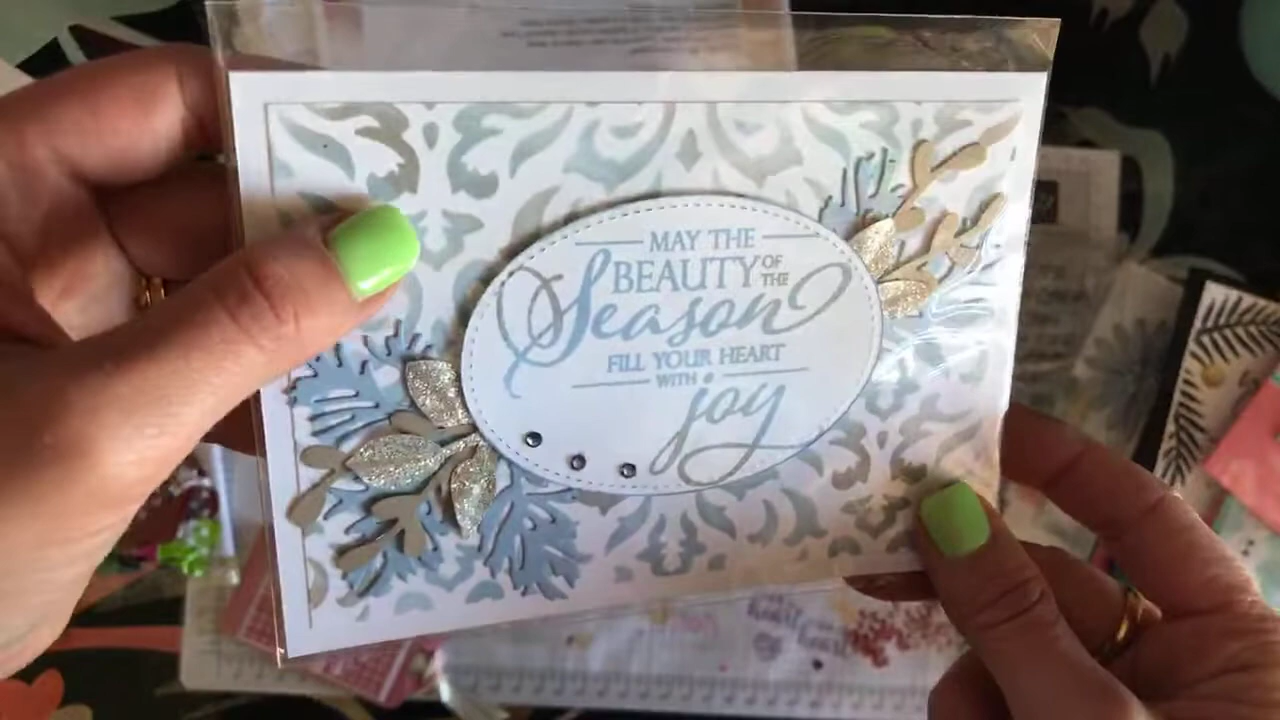 MAY THE
BEAUTY OF THE
Season
FILL YOUR HEART
WITH
joy